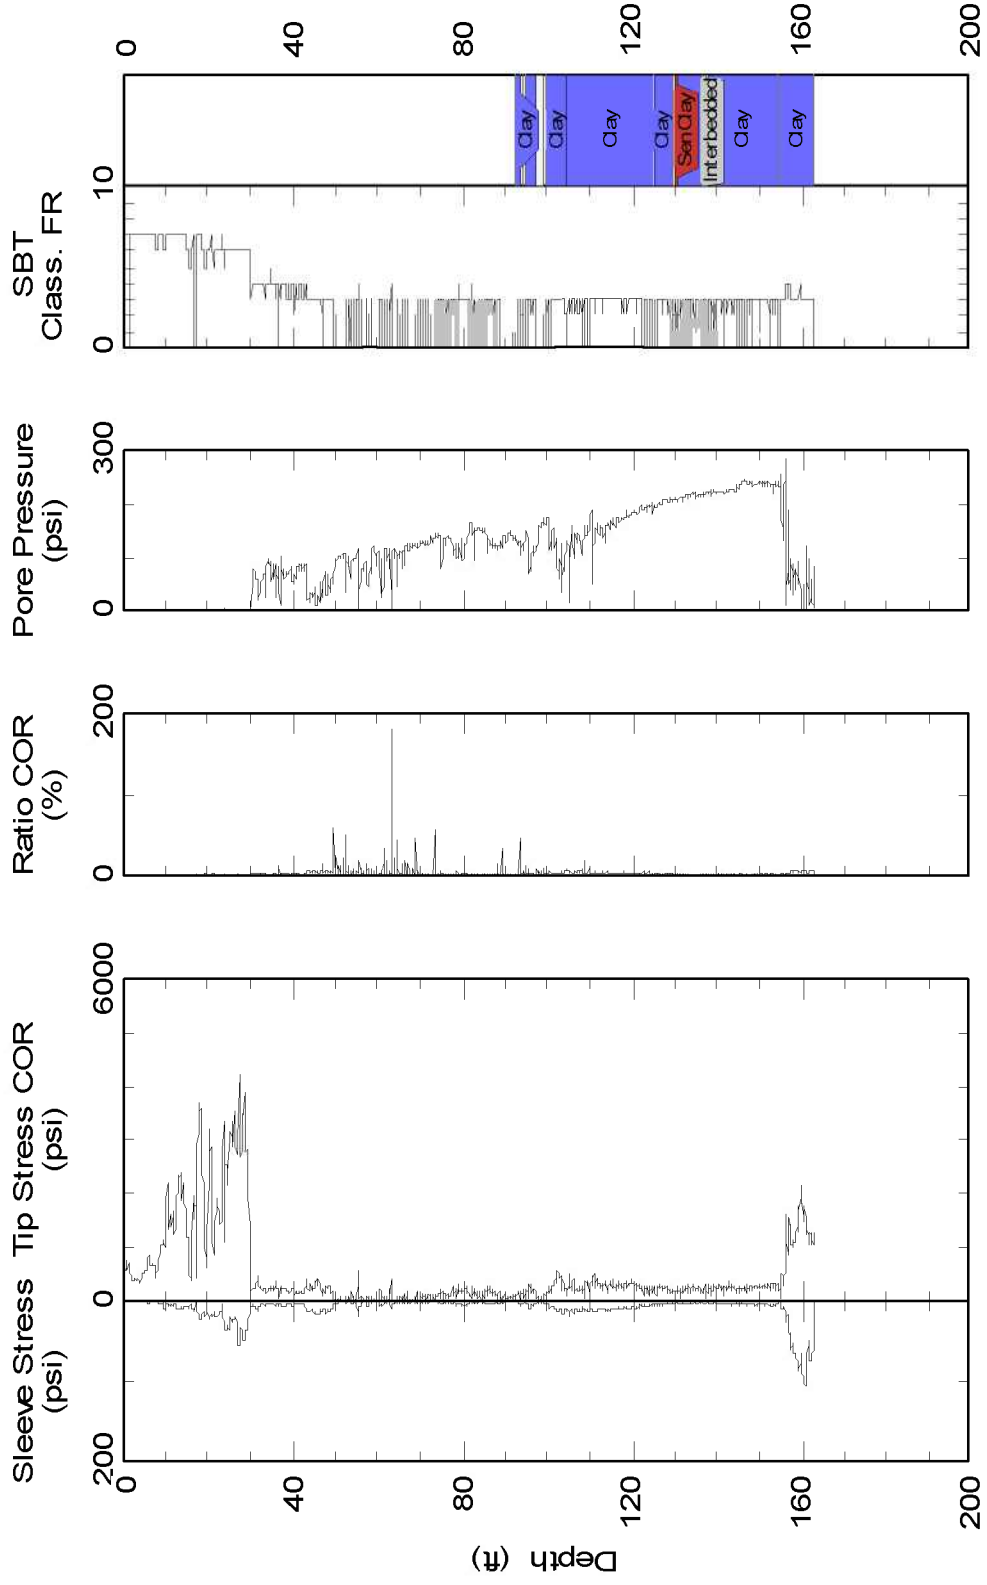 Sleeve Stress
(psi)
Tip Stress COR
(psi)
Ratio COR
(%)
Pore Pressure
(psi)
SBT
Class. FR
200
0
6000
0
200
0
300
0
10
0
40
80
120
160
200
Depth (ft)
0
40
80
120
160
200
Clay
Clay
Clay
Clay
SenClay
Interbedded
Clay
Clay